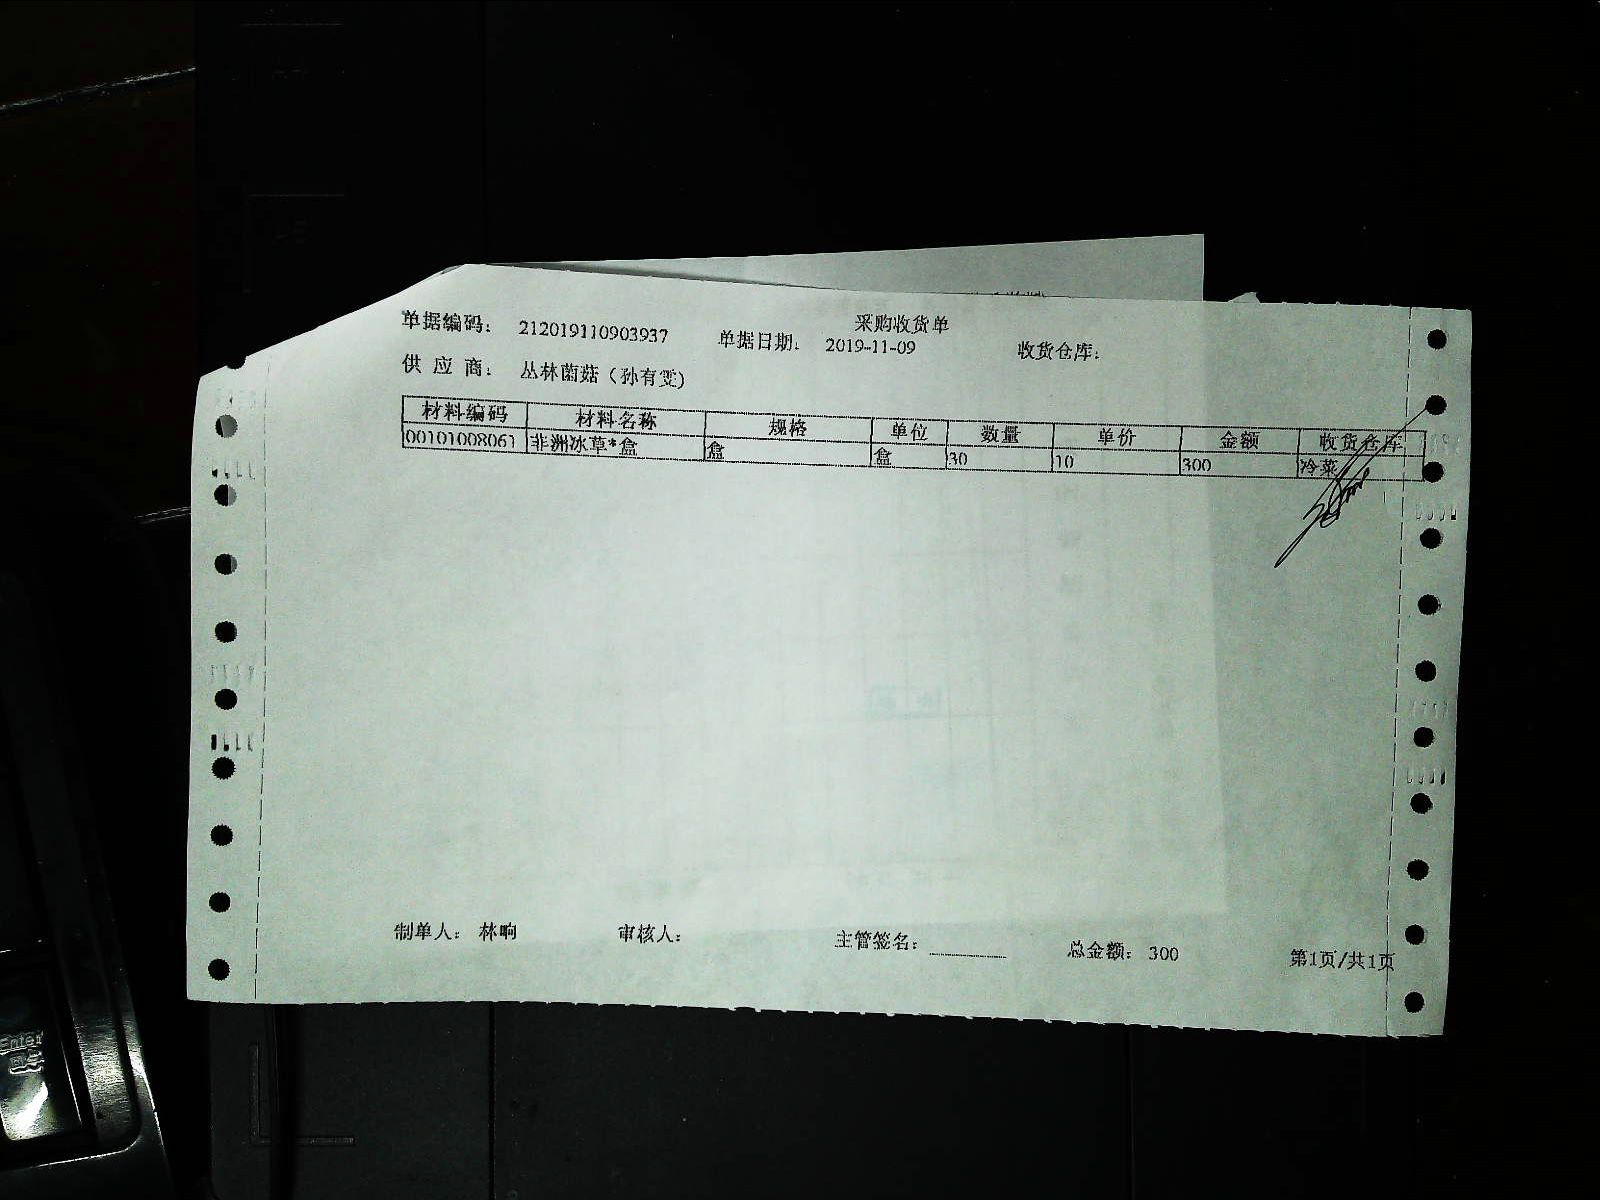 采购收货单
单据编码: 212019110903937 单据日期: 2019-11-09 收货仓库:
供 应 商: 丛林菌菇（孙有雯）
材料编码 材料名称 规格 单位 数量 单价 金额 收货仓库
00101008061 非洲冰草*盒 盒 盒 30 10 300 冷菜
制单人: 林响 审核人: 主管签名: 总金额: 300 第1页/共1页
Enter